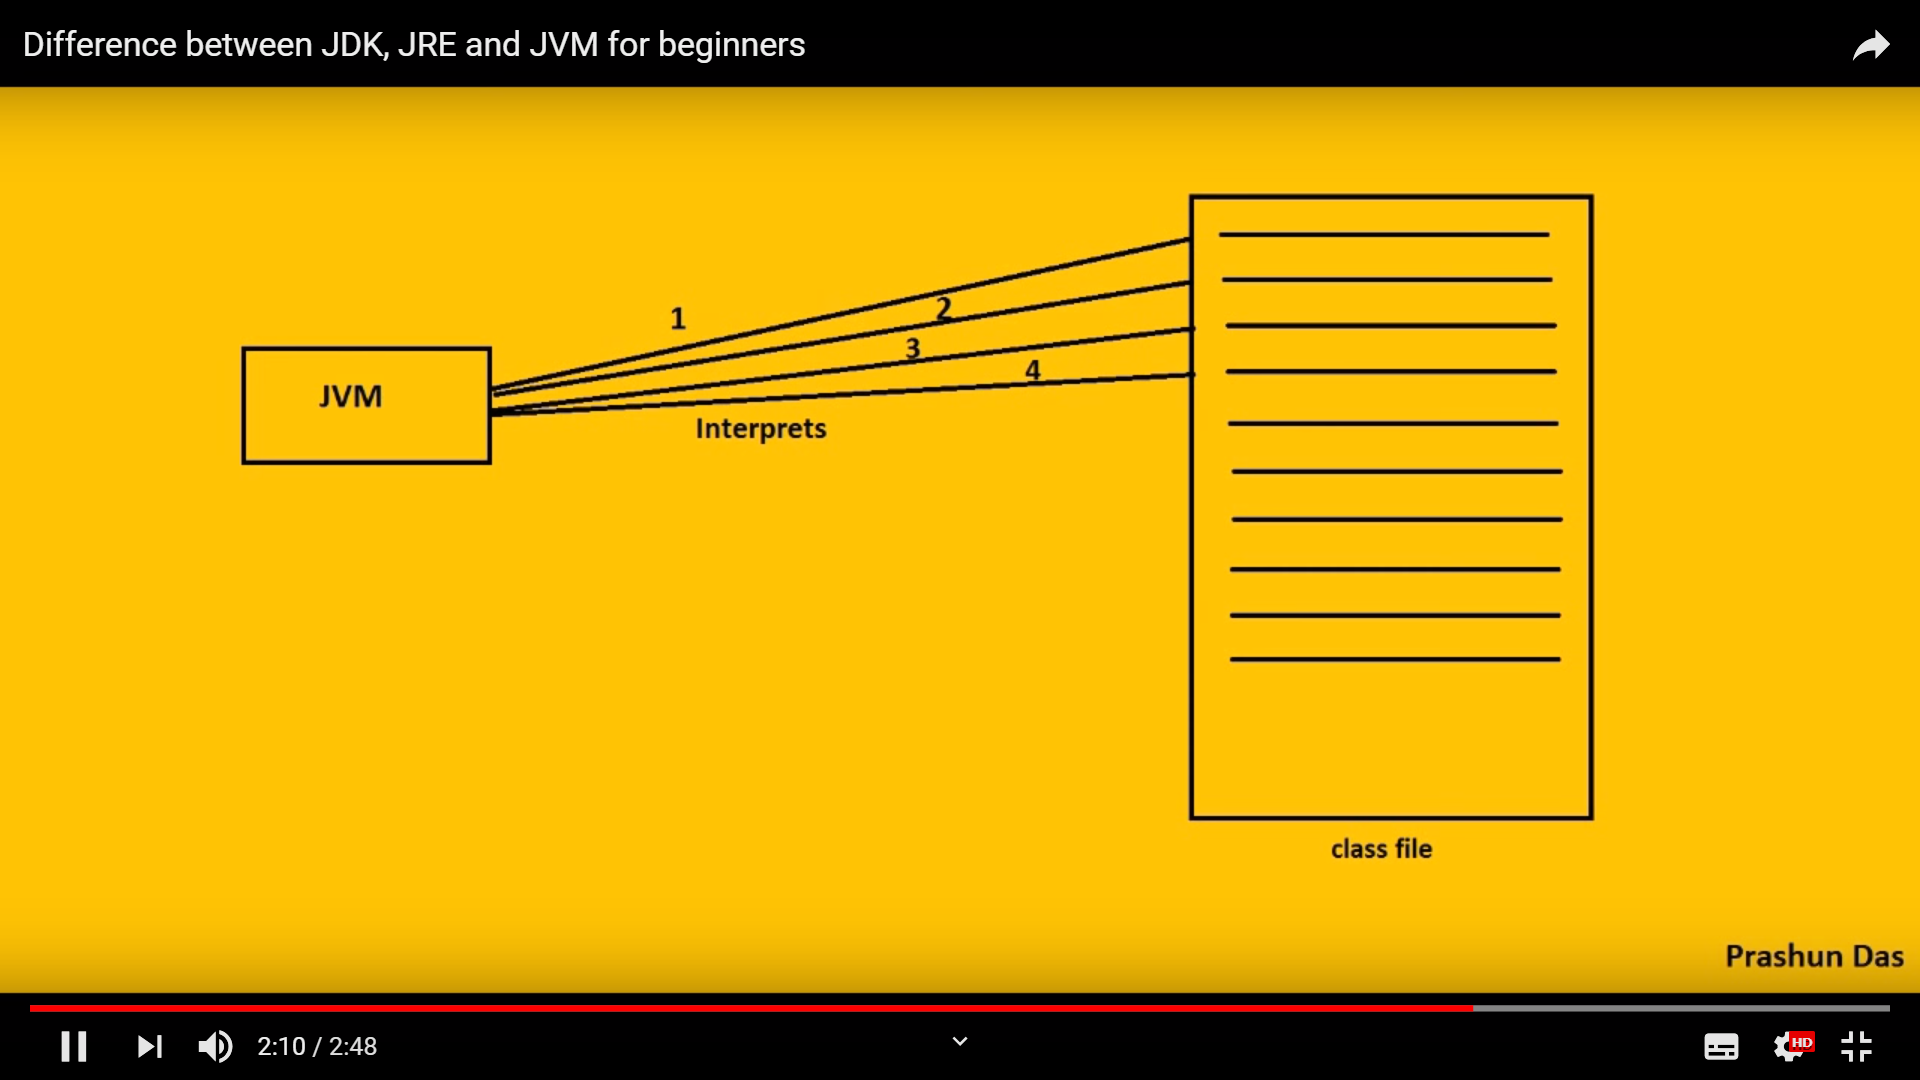 Difference between JDK, JRE and JVM for beginners
1
2
3
4
JVM
Interprets
class file
Prashun Das
2:10 / 2:48
HD